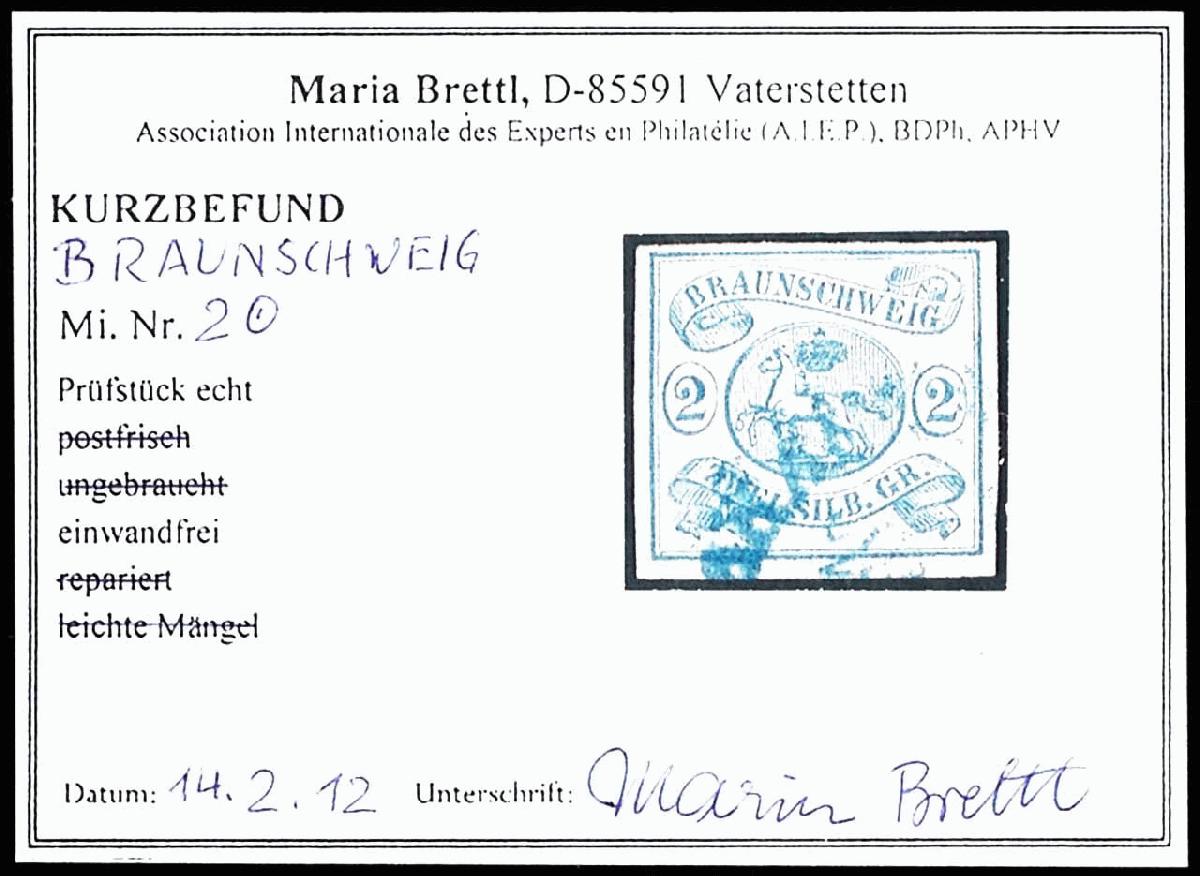 Maria Brettl, D-85591 Vaterstetten
Association Internationale des Experts en Philatélie (A.I.E.P.), BDPh, APHV
KURZBEFUND
BRAUNSCHWEIG
Mi. Nr. 20
Prüfstück echt
postfrisch
ungebraucht
einwandfrei
repariert
leichte Mängel
BRAUNSCHWEIG
2 2
ZWEI SILB. GR.
Datum: 14.2.12 Unterschrift: Maria Brettl